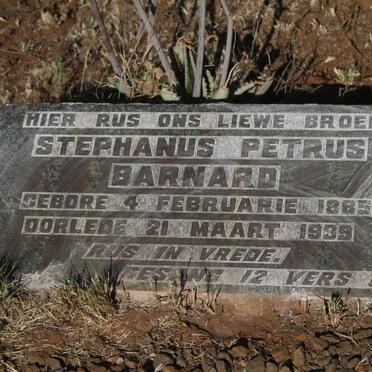 HIER RUS ONS LIEWE BROE
STEPHANUS PETRUS
BARNARD
GEBORE 4 FEBRUARIE 1885
OORLEDE 21 MAART 1939
RUS IN VREDE.
GESANG 12 VERS